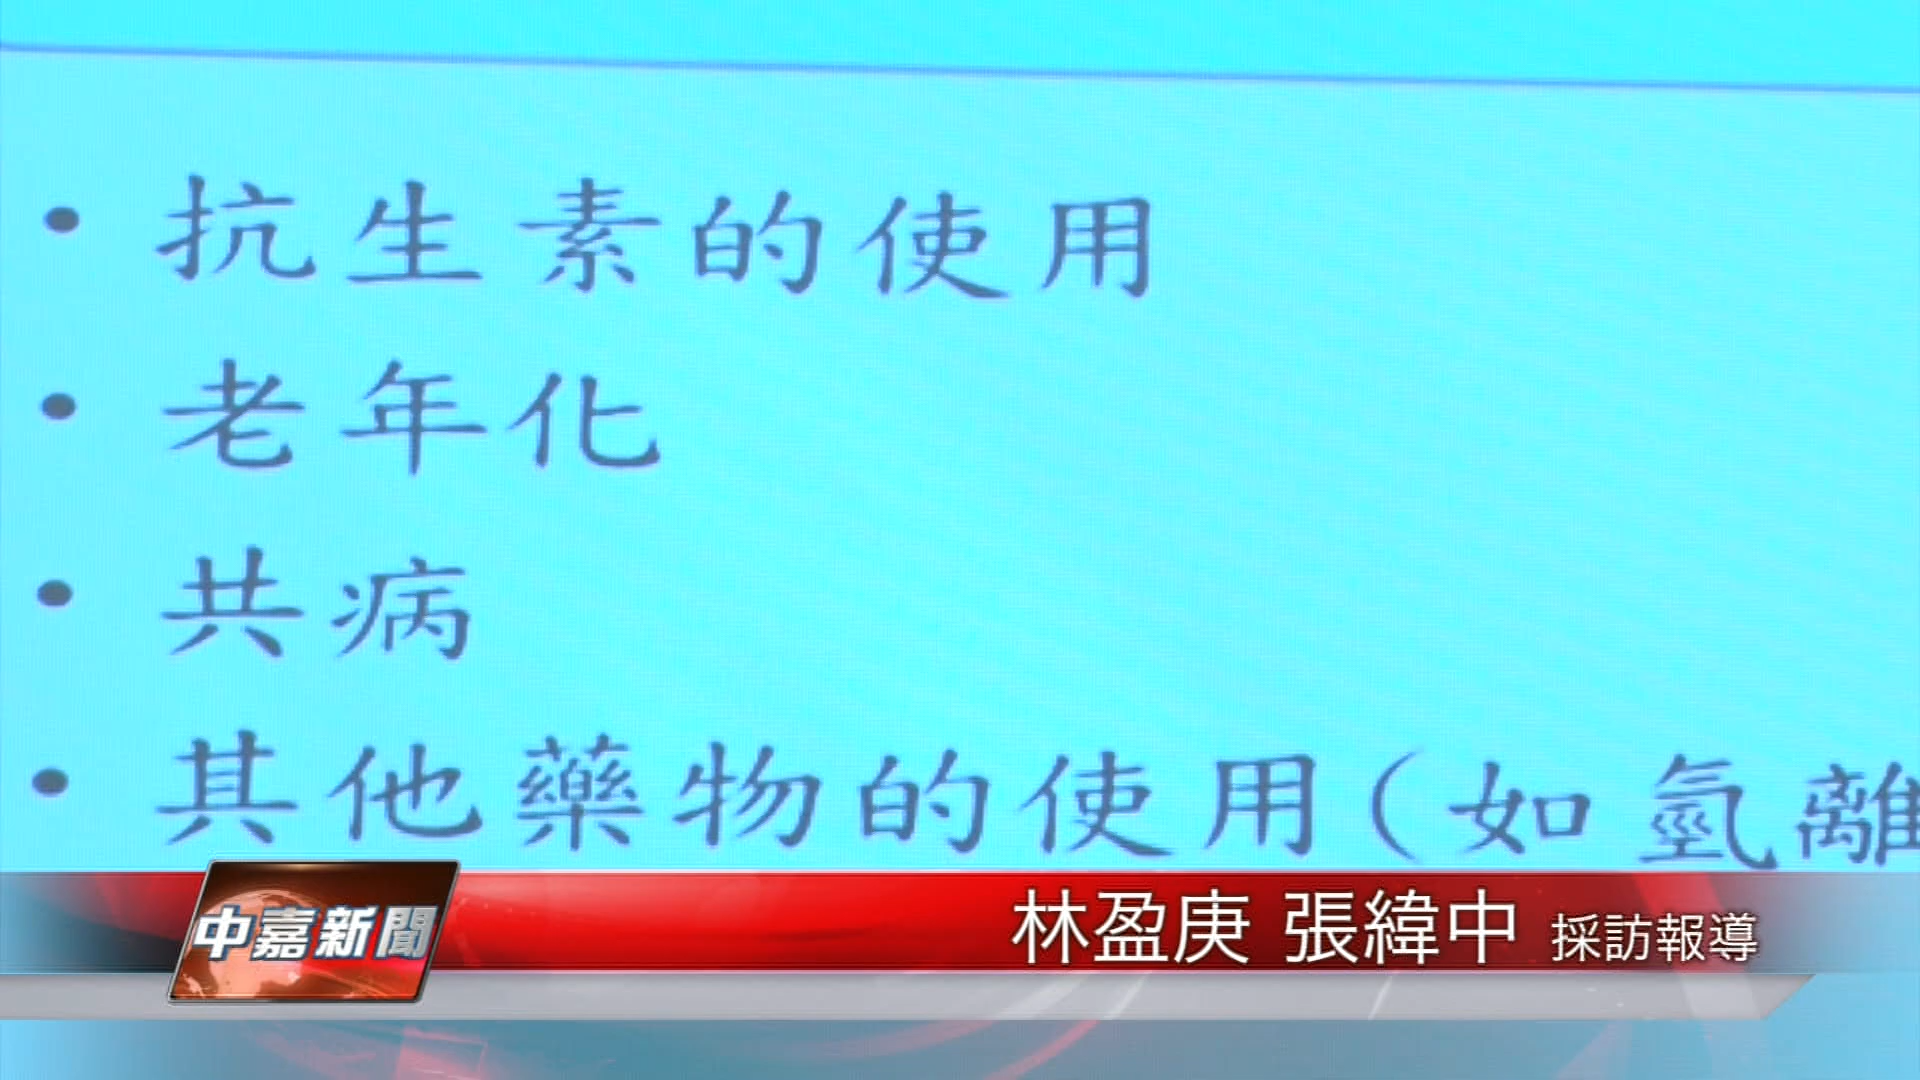 • 抗生素的使用
• 老年化
• 共病
• 其他藥物的使用(如氫離
中嘉新聞
林盈庚 張緯中 採訪報導